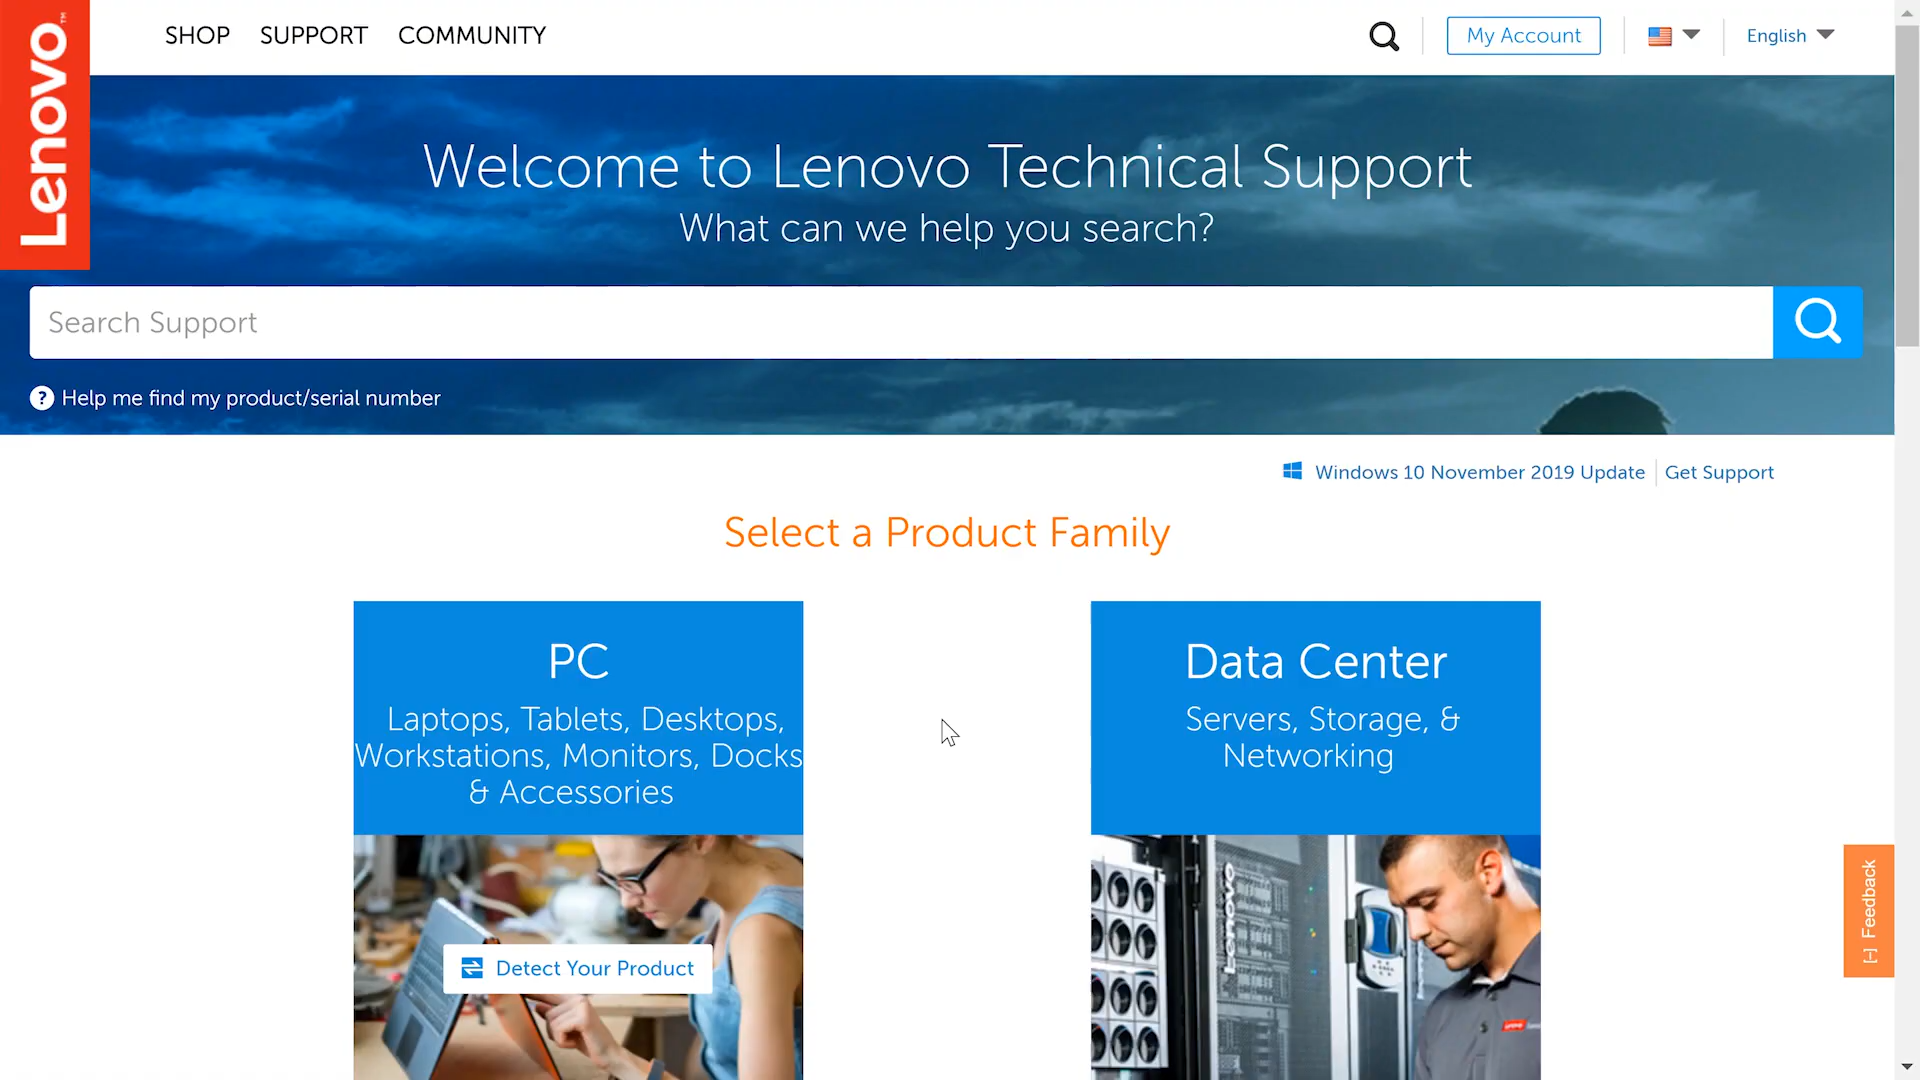 Lenovo™
SHOP SUPPORT COMMUNITY
My Account
English
Welcome to Lenovo Technical Support
What can we help you search?
Search Support
? Help me find my product/serial number
Windows 10 November 2019 Update Get Support
Select a Product Family
PC
Laptops, Tablets, Desktops,
Workstations, Monitors, Docks
& Accessories
Detect Your Product
Data Center
Servers, Storage, &
Networking
Lenovo
Lenovo
[-] Feedback